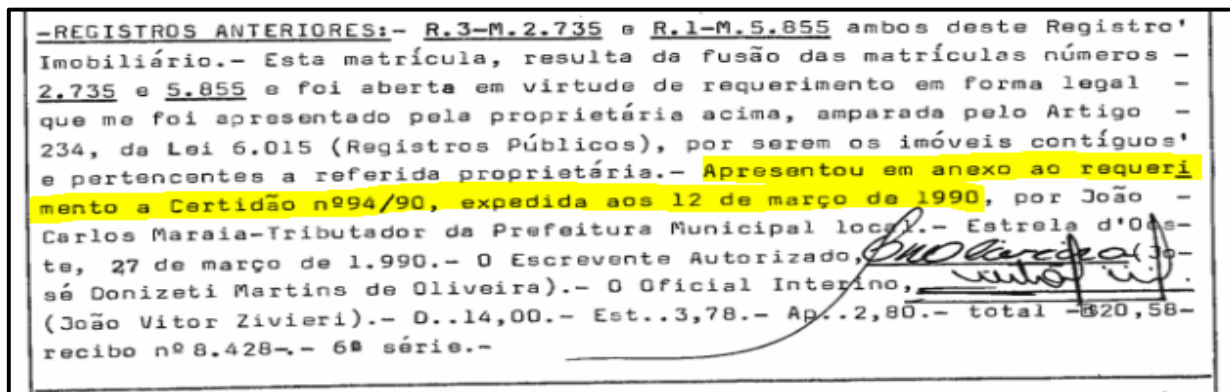 -REGISTROS ANTERIORES:- R.3-M.2.735 e R.1-M.5.855 ambos deste Registro'
Imobiliário.- Esta matrícula, resulta da fusão das matrículas números -
2.735 e 5.855 e foi aberta em virtude de requerimento em forma legal -
que me foi apresentado pela proprietária acima, amparada pelo Artigo -
234, da Lei 6.015 (Registros Públicos), por serem os imóveis contíguos'
e pertencentes a referida proprietária.- Apresentou em anexo ao requeri
mento a Certidão nº94/90, expedida aos 12 de março de 1990, por João -
Carlos Maraia-Tributador da Prefeitura Municipal local.- Estrela d'Oes-
te, 27 de março de 1.990.- O Escrevente Autorizado, (Jo-
sé Donizeti Martins de Oliveira).- O Oficial Interino,
(João Vitor Zivieri).- D..14,00.- Est..3,78.- Ap..2,80.- total -820,58-
recibo nº 8.428-.- 6ª série.-